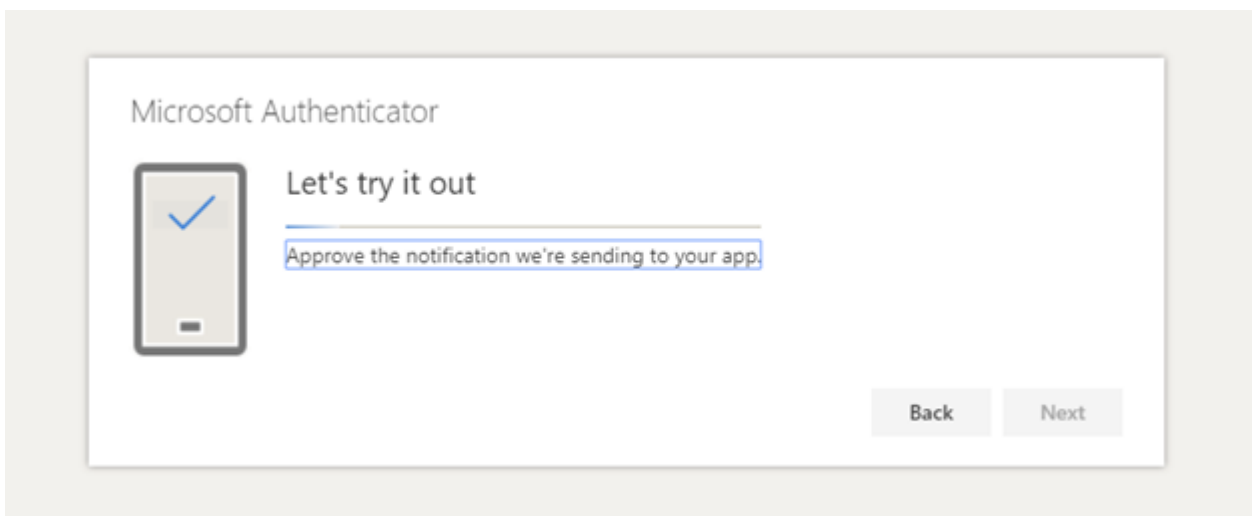 Microsoft Authenticator
Let's try it out
Approve the notification we're sending to your app.
Back
Next